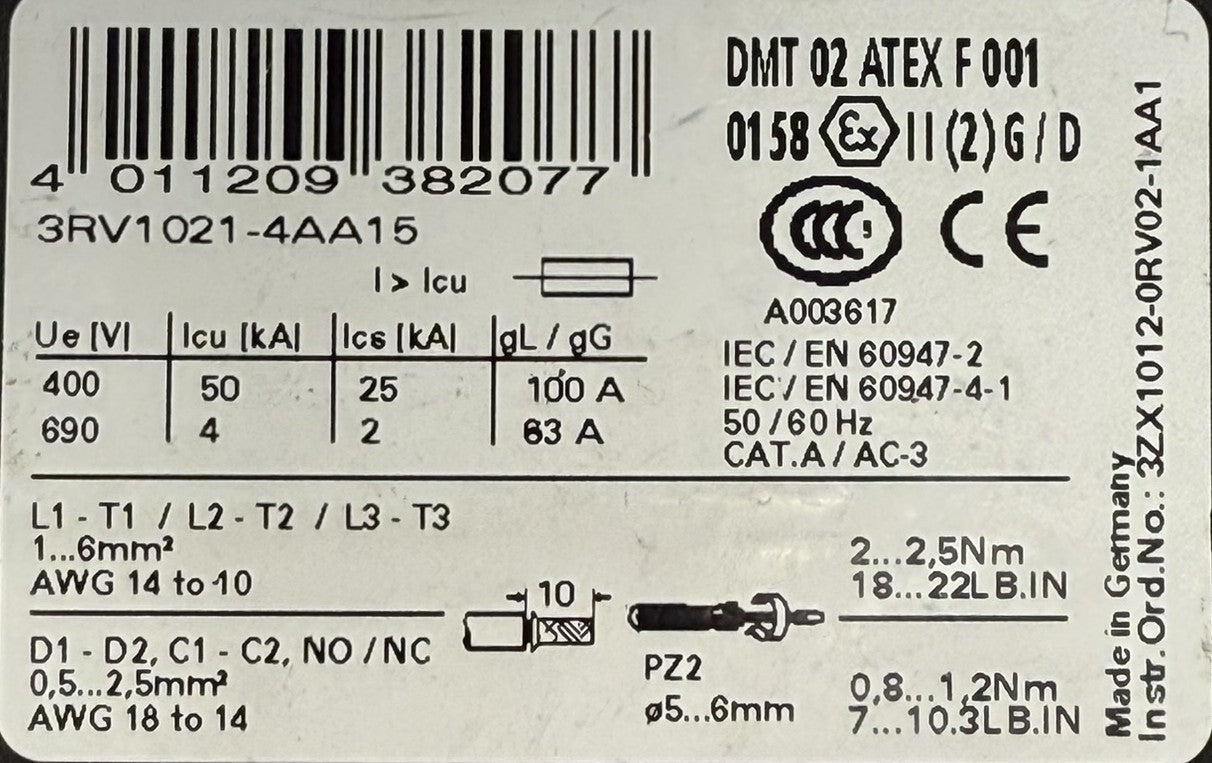 4 011209 382077
3RV1021-4AA15
I > Icu
Ue [V] Icu [kA] Ics [kA] gL / gG
400 50 25 100 A
690 4 2 63 A
DMT 02 ATEX F 001
0158 Ex II (2) G / D
CCC CE
A003617
IEC / EN 60947-2
IEC / EN 60947-4-1
50 / 60 Hz
CAT.A / AC-3
L1 - T1 / L2 - T2 / L3 - T3
1...6mm²
AWG 14 to 10
D1 - D2, C1 - C2, NO / NC
0,5...2,5mm²
AWG 18 to 14
10
PZ2
ø5...6mm
2...2,5Nm
18...22LB.IN
0,8...1,2Nm
7...10.3LB.IN
Made in Germany
Instr.Ord.No.: 3ZX1012-0RV02-1AA1